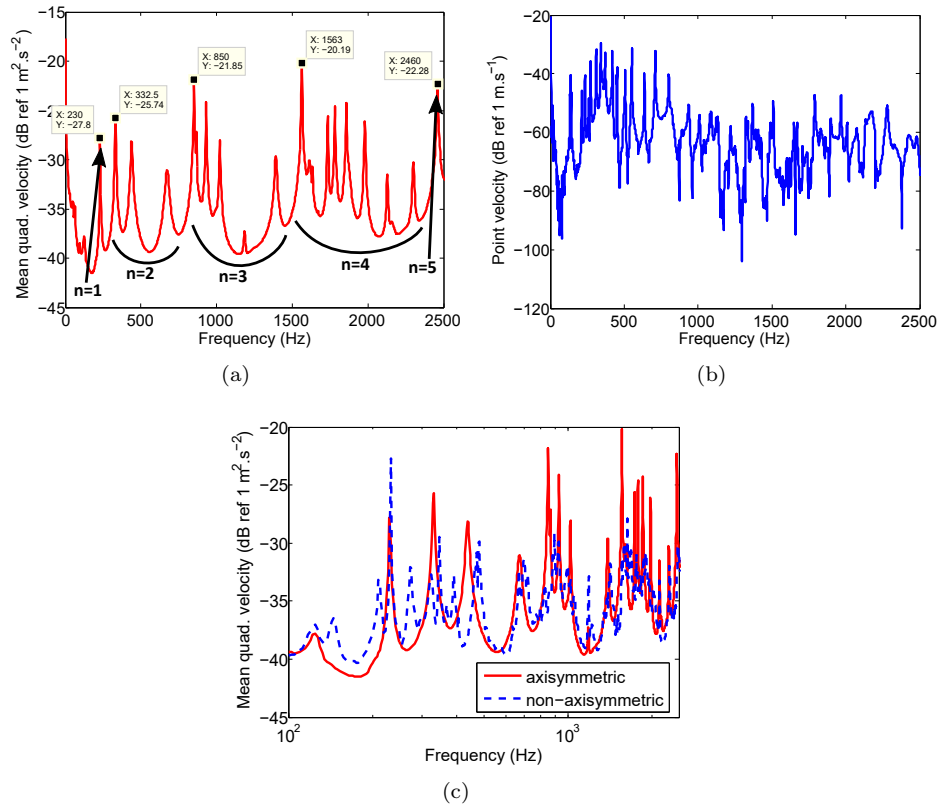 −15
−20
−25
−30
−35
−40
−45
0 500 1000 1500 2000 2500
Mean quad. velocity (dB ref 1 m².s⁻²)
Frequency (Hz)
X: 230
Y: −27.8
X: 332.5
Y: −25.74
X: 850
Y: −21.85
X: 1563
Y: −20.19
X: 2460
Y: −22.28
n=1
n=2
n=3
n=4
n=5
(a)
−20
−40
−60
−80
−100
−120
0 500 1000 1500 2000 2500
Point velocity (dB ref 1 m.s⁻¹)
Frequency (Hz)
(b)
−20
−25
−30
−35
−40
−45
10² 10³
Mean quad. velocity (dB ref 1 m².s⁻²)
Frequency (Hz)
axisymmetric
non−axisymmetric
(c)